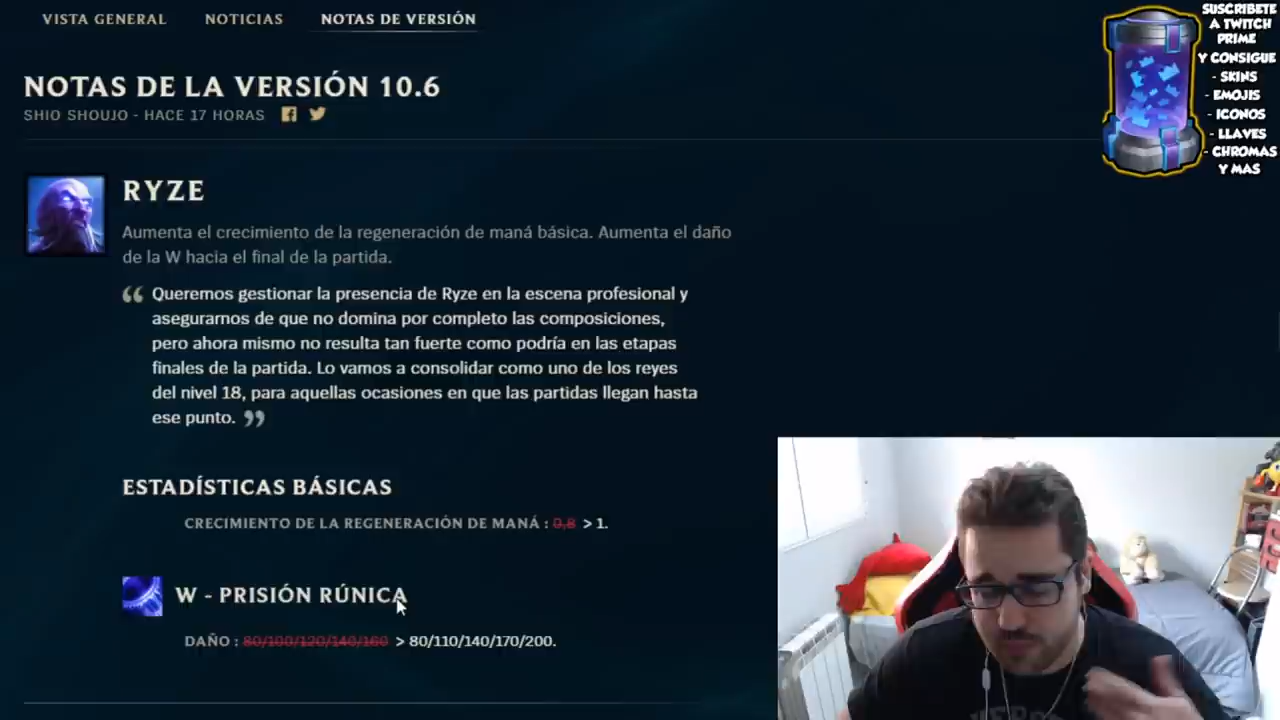 VISTA GENERAL NOTICIAS NOTAS DE VERSIÓN
NOTAS DE LA VERSIÓN 10.6
SHIO SHOUJO - HACE 17 HORAS
RYZE
Aumenta el crecimiento de la regeneración de maná básica. Aumenta el daño
de la W hacia el final de la partida.
“ Queremos gestionar la presencia de Ryze en la escena profesional y
asegurarnos de que no domina por completo las composiciones,
pero ahora mismo no resulta tan fuerte como podría en las etapas
finales de la partida. Lo vamos a consolidar como uno de los reyes
del nivel 18, para aquellas ocasiones en que las partidas llegan hasta
ese punto. ”
ESTADÍSTICAS BÁSICAS
CRECIMIENTO DE LA REGENERACIÓN DE MANÁ : 0,8 > 1.
W - PRISIÓN RÚNICA
DAÑO : 80/100/120/140/160 > 80/110/140/170/200.
SUSCRIBETE
A TWITCH
PRIME
Y CONSIGUE
- SKINS
- EMOJIS
- ICONOS
- LLAVES
- CHROMAS
Y MAS